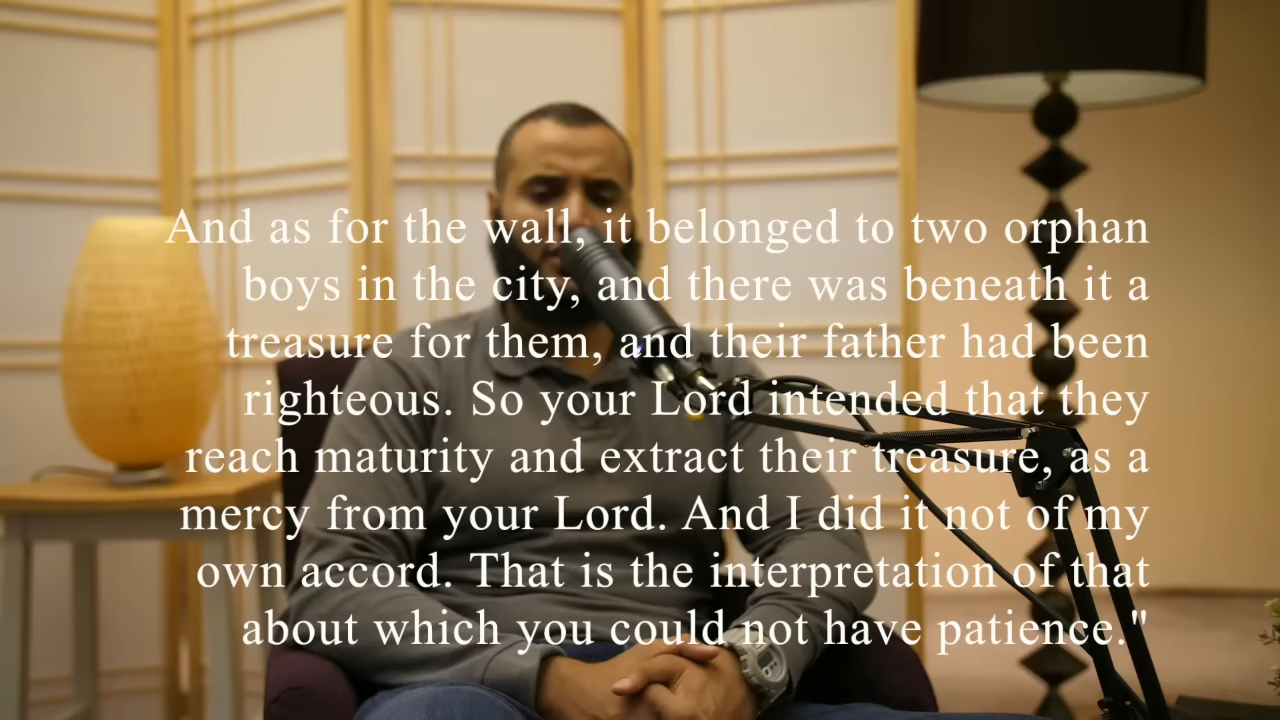 And as for the wall, it belonged to two orphan
boys in the city, and there was beneath it a
treasure for them, and their father had been
righteous. So your Lord intended that they
reach maturity and extract their treasure, as a
mercy from your Lord. And I did it not of my
own accord. That is the interpretation of that
about which you could not have patience."